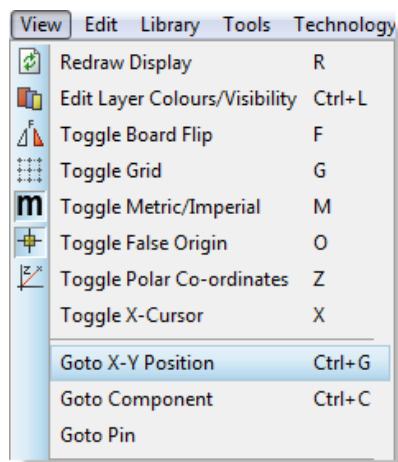 View Edit Library Tools Technology
Redraw Display R
Edit Layer Colours/Visibility Ctrl+L
F Toggle Board Flip F
Toggle Grid G
m Toggle Metric/Imperial M
Toggle False Origin O
z x Toggle Polar Co-ordinates Z
Toggle X-Cursor X
Goto X-Y Position Ctrl+G
Goto Component Ctrl+C
Goto Pin